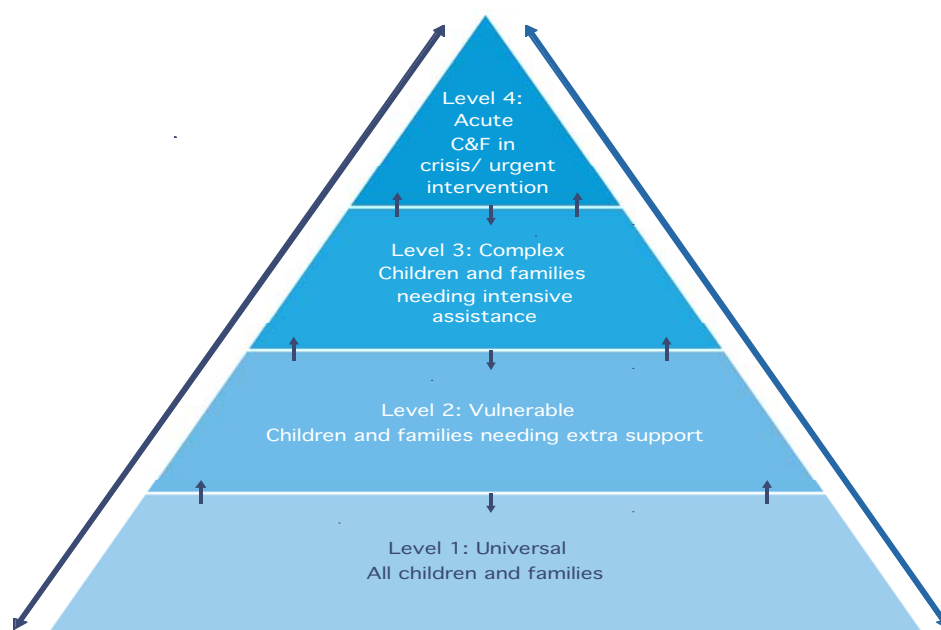 Level 4:
Acute
C&F in
crisis/ urgent
intervention
Level 3: Complex
Children and families
needing intensive
assistance
Level 2: Vulnerable
Children and families needing extra support
Level 1: Universal
All children and families